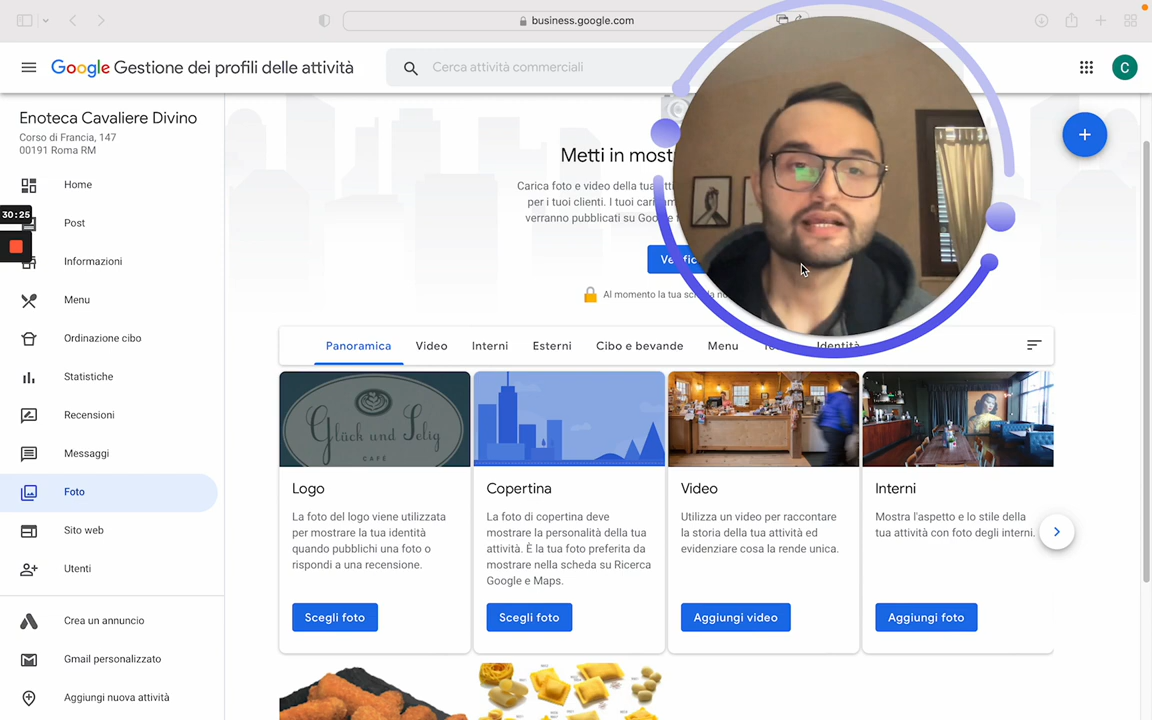 business.google.com
Google Gestione dei profili delle attività
Cerca attività commerciali
C
Enoteca Cavaliere Divino
Corso di Francia, 147
00191 Roma RM
Home
Post
30:25
Informazioni
Menu
Ordinazione cibo
Statistiche
Recensioni
Messaggi
Foto
Sito web
Utenti
Crea un annuncio
Gmail personalizzato
Aggiungi nuova attività
Metti in most
Carica foto e video della tua
per i tuoi clienti. I tuoi
verranno pubblicati su
Al momento la tua
Panoramica
Video
Interni
Esterni
Cibo e bevande
Menu
Identità
Glück und Selig
CAFÉ
Logo
La foto del logo viene utilizzata
per mostrare la tua identità
quando pubblichi una foto o
rispondi a una recensione.
Scegli foto
Copertina
La foto di copertina deve
mostrare la personalità della tua
attività. È la tua foto preferita da
mostrare nella scheda su Ricerca
Google e Maps.
Scegli foto
Video
Utilizza un video per raccontare
la storia della tua attività ed
evidenziare cosa la rende unica.
Aggiungi video
Interni
Mostra l'aspetto e lo stile della
tua attività con foto degli interni.
Aggiungi foto